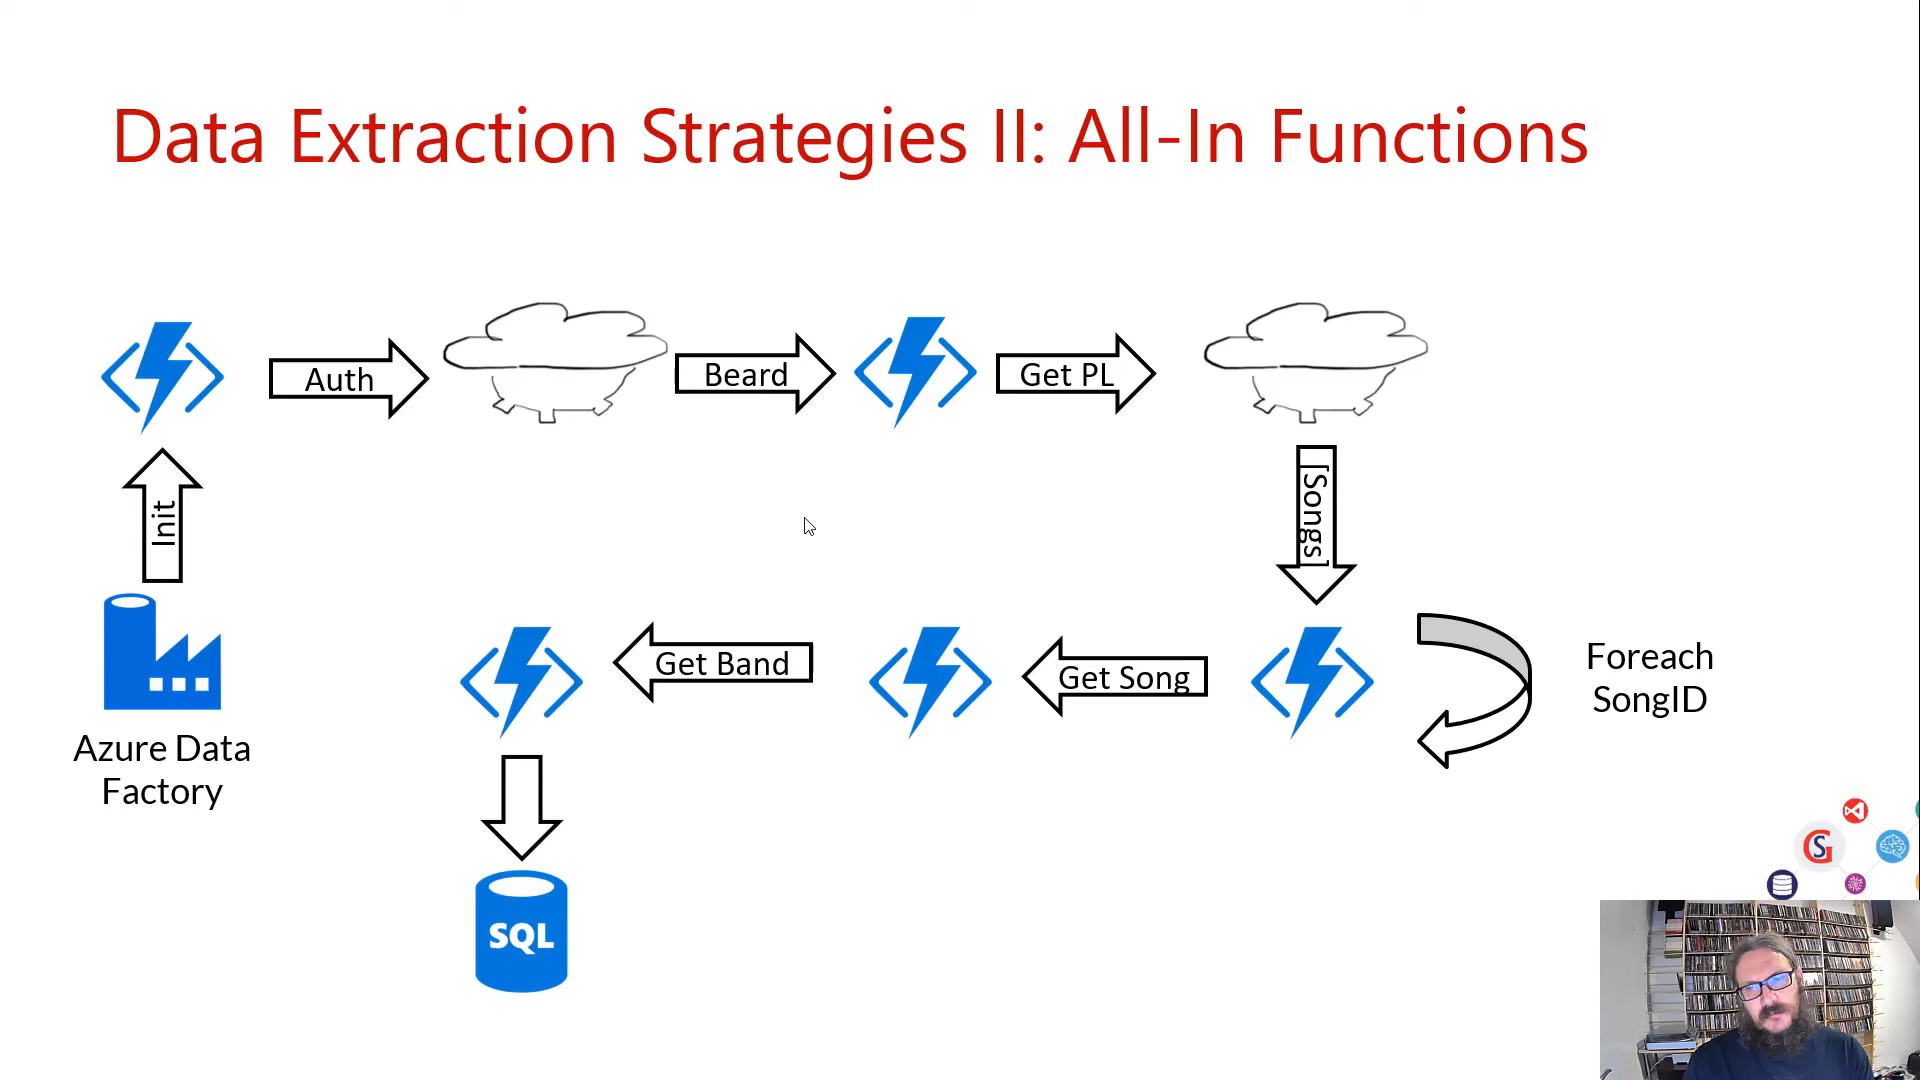 Data Extraction Strategies II: All-In Functions
Auth
Beard
Get PL
Init
[Songs]
Get Band
Get Song
Foreach
SongID
Azure Data
Factory
SQL
GS